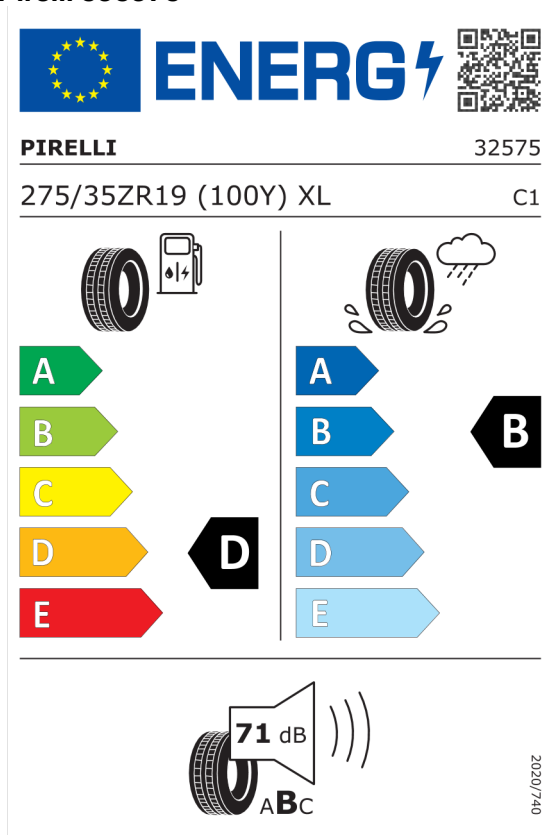 ENERG
PIRELLI 32575
275/35ZR19 (100Y) XL C1
A A
B B B
C C
D D D
E E
71 dB
ABC
2020/740